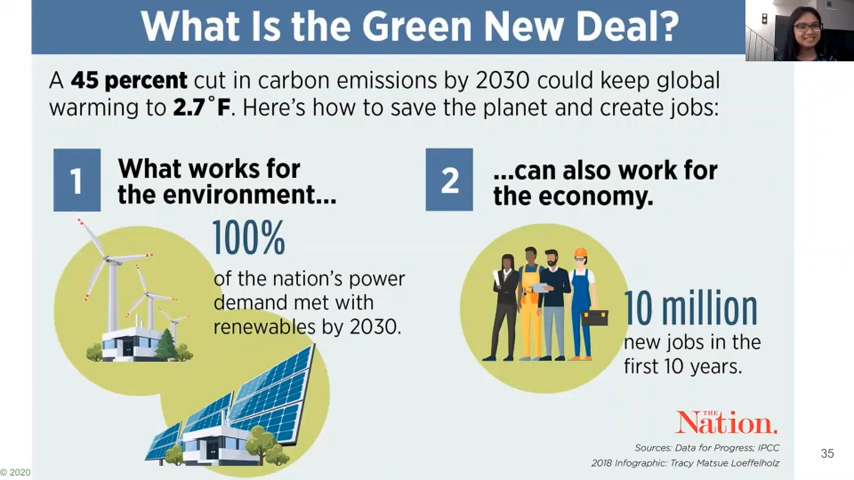 What Is the Green New Deal?
A 45 percent cut in carbon emissions by 2030 could keep global
warming to 2.7°F. Here's how to save the planet and create jobs:
1
What works for
the environment...
100%
of the nation's power
demand met with
renewables by 2030.
2
...can also work for
the economy.
10 million
new jobs in the
first 10 years.
THE
Nation.
Sources: Data for Progress; IPCC
2018 Infographic: Tracy Matsue Loeffelholz
35
© 2020